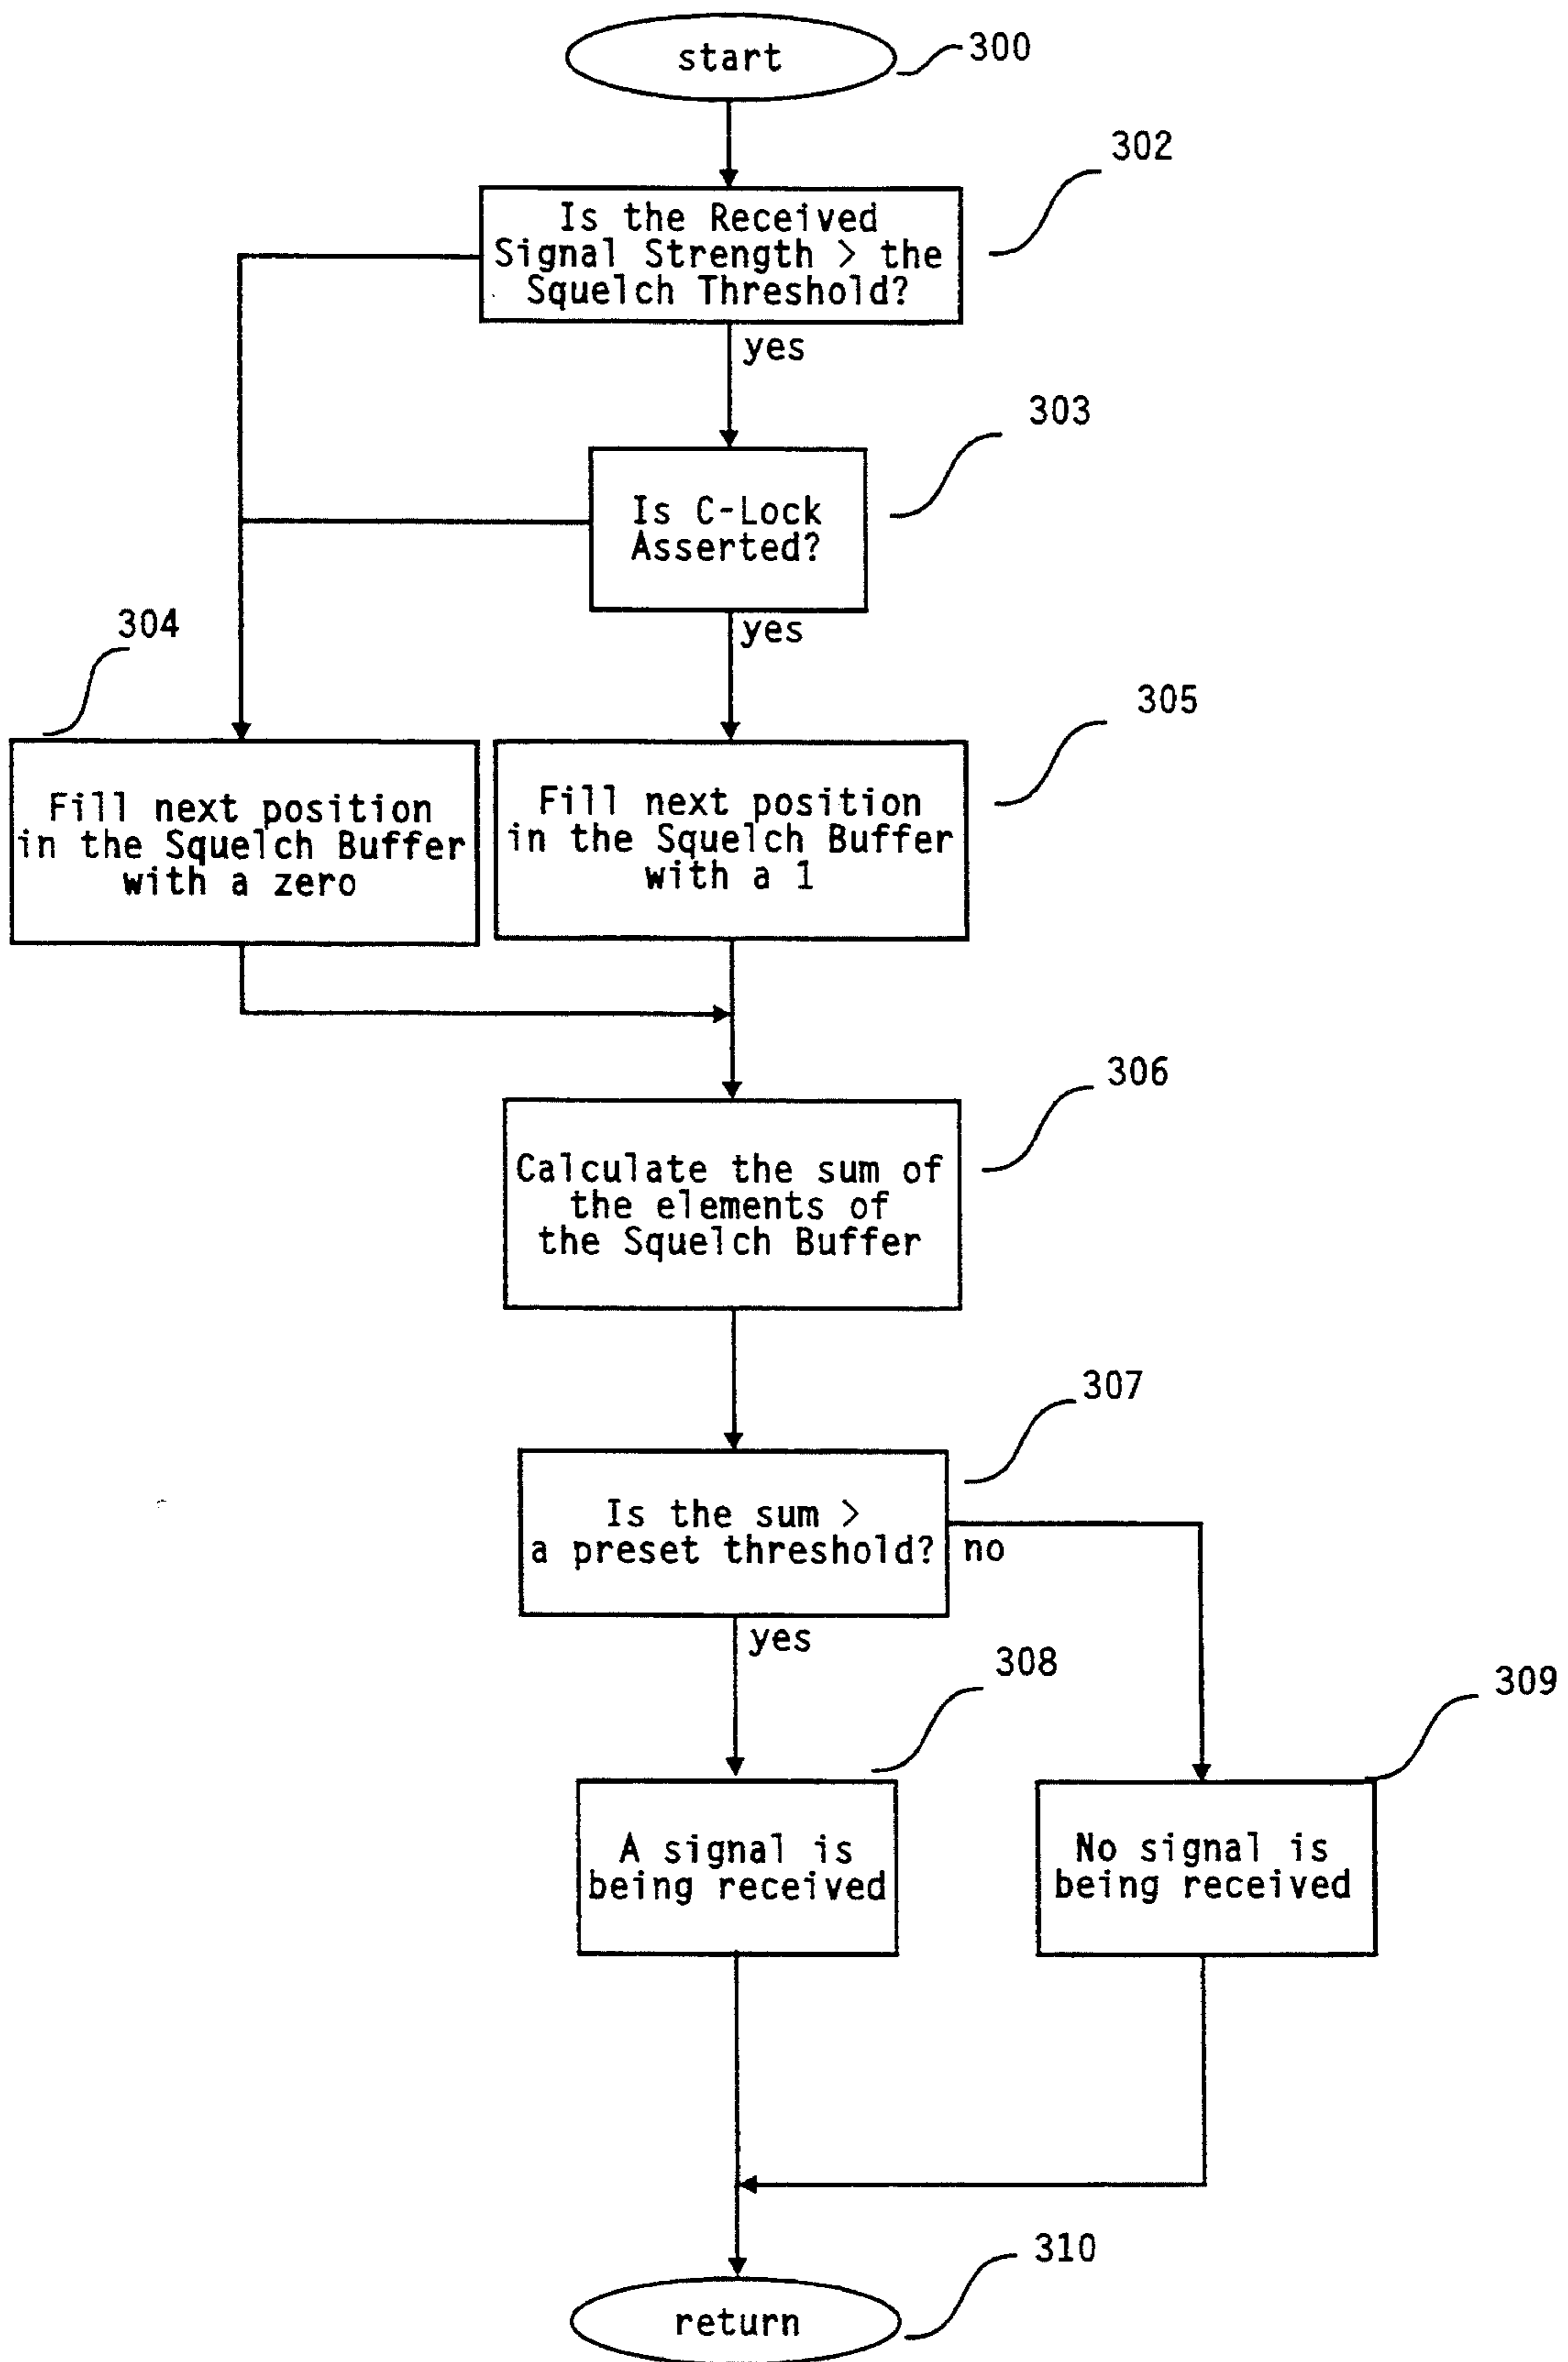 start
300
302
Is the Received
Signal Strength > the
Squelch Threshold?
yes
303
Is C-Lock
Asserted?
yes
304
305
Fill next position
in the Squelch Buffer
with a zero
Fill next position
in the Squelch Buffer
with a 1
306
Calculate the sum of
the elements of
the Squelch Buffer
307
Is the sum >
a preset threshold?
no
yes
308
309
A signal is
being received
No signal is
being received
310
return